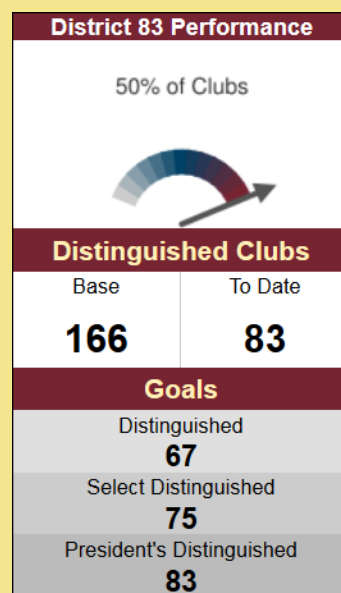 District 83 Performance
50% of Clubs
Distinguished Clubs
Base To Date
166 83
Goals
Distinguished
67
Select Distinguished
75
President's Distinguished
83